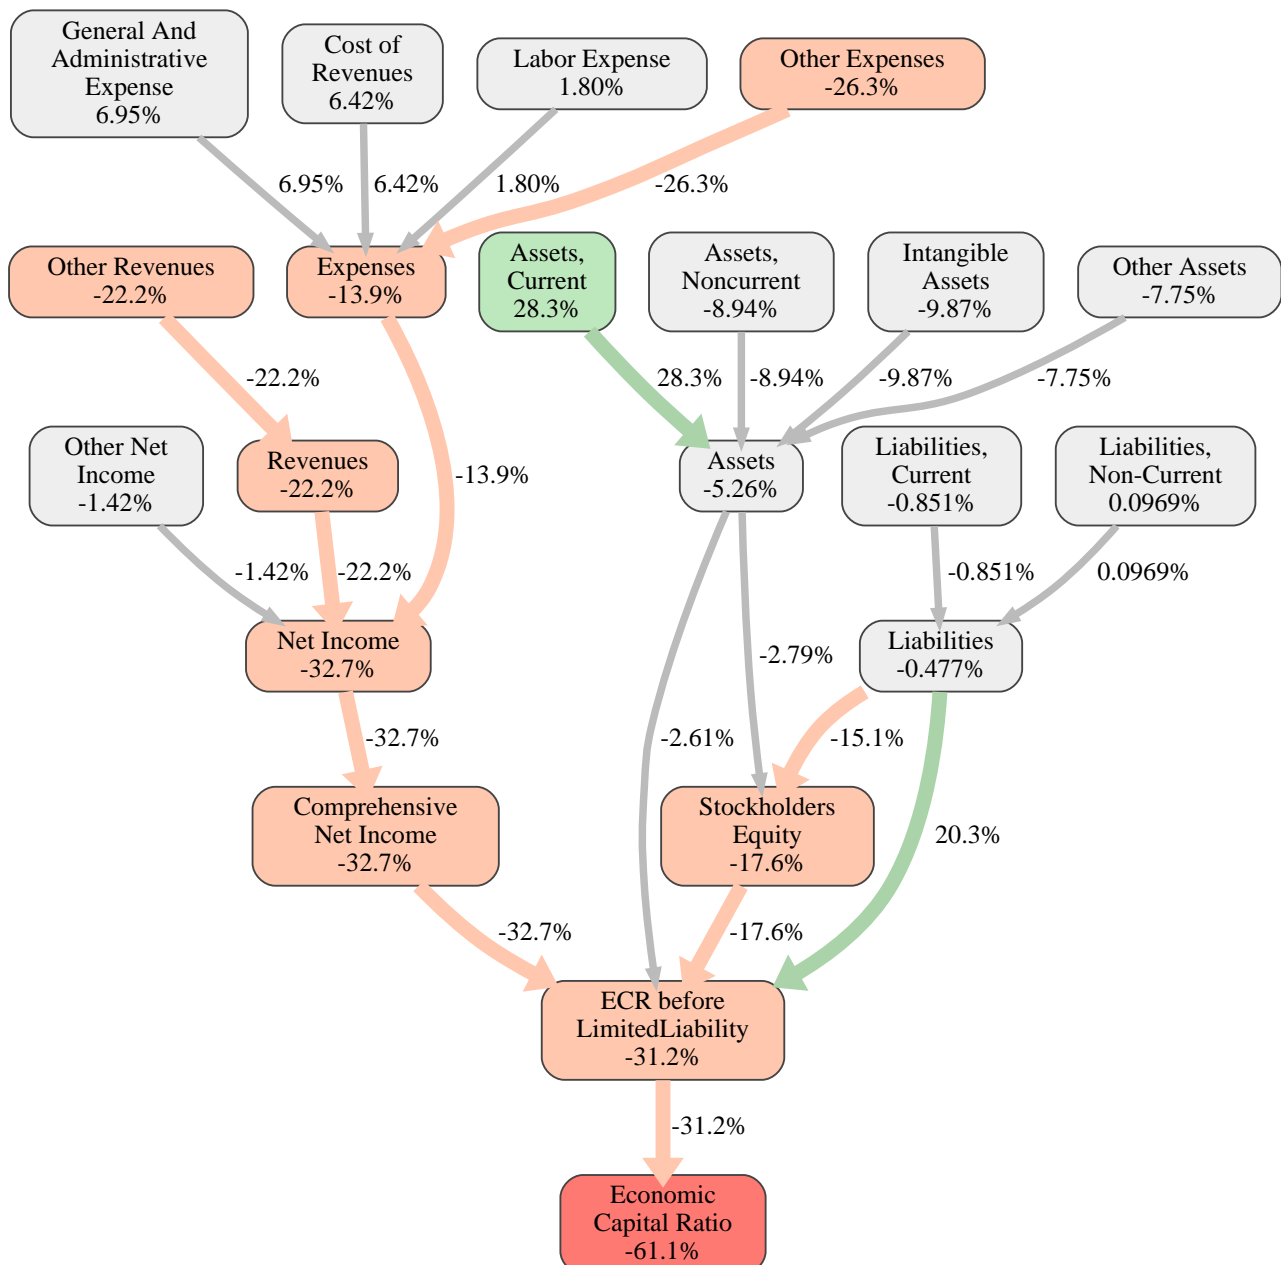 General And
Administrative
Expense
6.95%
Cost of
Revenues
6.42%
Labor Expense
1.80%
Other Expenses
-26.3%
6.95%
6.42%
1.80%
-26.3%
Other Revenues
-22.2%
Expenses
-13.9%
Assets,
Current
28.3%
Assets,
Noncurrent
-8.94%
Intangible
Assets
-9.87%
Other Assets
-7.75%
-22.2%
28.3%
-8.94%
-9.87%
-7.75%
Other Net
Income
-1.42%
Revenues
-22.2%
-13.9%
Assets
-5.26%
Liabilities,
Current
-0.851%
Liabilities,
Non-Current
0.0969%
-1.42%
-22.2%
-0.851%
0.0969%
Net Income
-32.7%
-2.79%
Liabilities
-0.477%
-32.7%
-2.61%
-15.1%
Comprehensive
Net Income
-32.7%
Stockholders
Equity
-17.6%
20.3%
-32.7%
-17.6%
ECR before
LimitedLiability
-31.2%
-31.2%
Economic
Capital Ratio
-61.1%